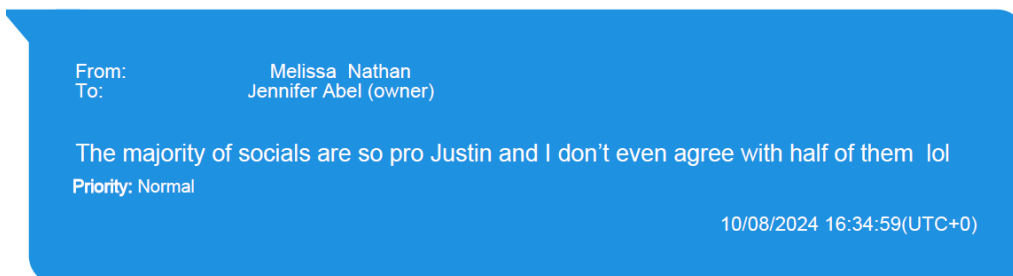 From: Melissa Nathan
To: Jennifer Abel (owner)
The majority of socials are so pro Justin and I don’t even agree with half of them lol
Priority: Normal
10/08/2024 16:34:59(UTC+0)